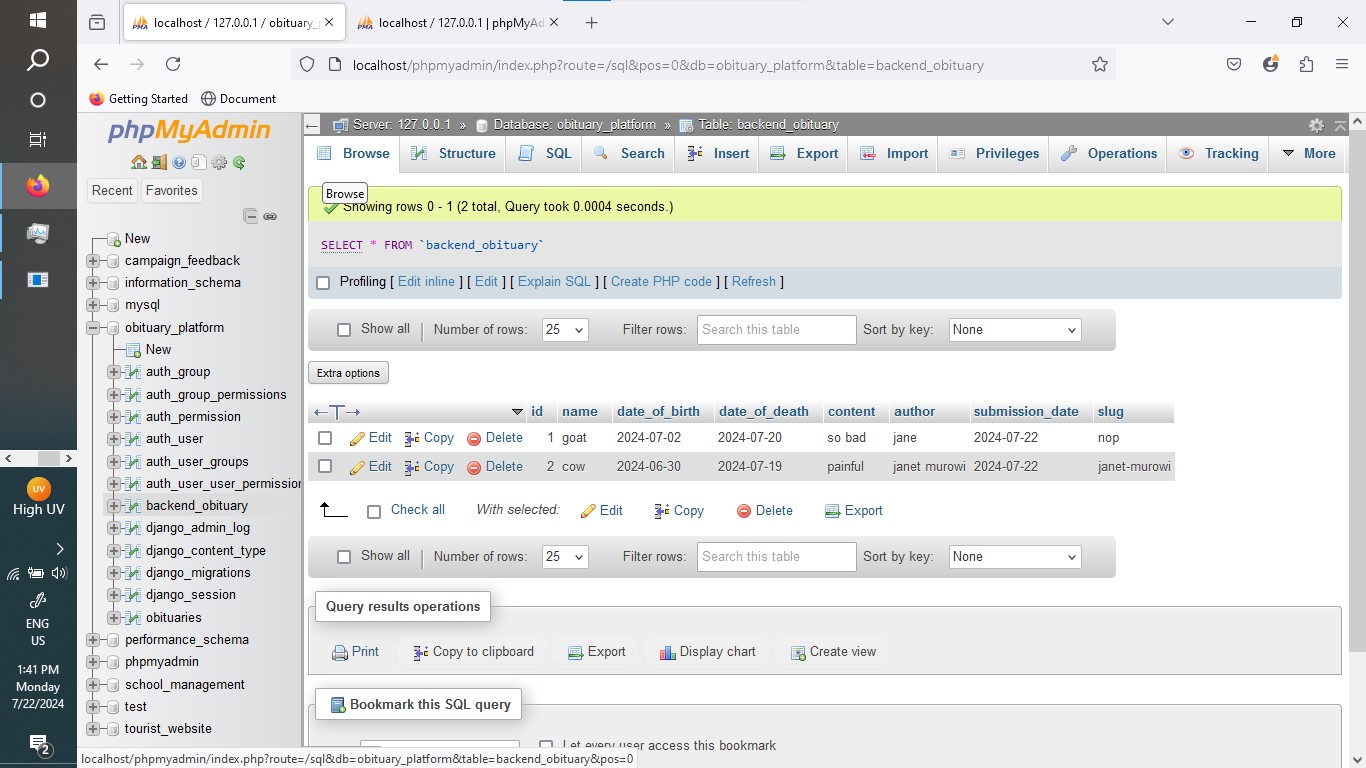 localhost / 127.0.0.1 / obituary_
localhost / 127.0.0.1 | phpMyAd
localhost/phpmyadmin/index.php?route=/sql&pos=0&db=obituary_platform&table=backend_obituary
Getting Started Document
phpMyAdmin
Recent Favorites
New
campaign_feedback
information_schema
mysql
obituary_platform
New
auth_group
auth_group_permissions
auth_permission
auth_user
auth_user_groups
auth_user_user_permission
backend_obituary
django_admin_log
django_content_type
django_migrations
django_session
obituaries
performance_schema
phpmyadmin
school_management
test
tourist_website
Server: 127.0.0.1 » Database: obituary_platform » Table: backend_obituary
Browse Structure SQL Search Insert Export Import Privileges Operations Tracking More
Browse
Showing rows 0 - 1 (2 total, Query took 0.0004 seconds.)
SELECT * FROM `backend_obituary`
Profiling [ Edit inline ] [ Edit ] [ Explain SQL ] [ Create PHP code ] [ Refresh ]
Show all Number of rows: 25 Filter rows: Search this table Sort by key: None
Extra options
←T→ id name date_of_birth date_of_death content author submission_date slug
Edit Copy Delete 1 goat 2024-07-02 2024-07-20 so bad jane 2024-07-22 nop
Edit Copy Delete 2 cow 2024-06-30 2024-07-19 painful janet murowi 2024-07-22 janet-murowi
Check all With selected: Edit Copy Delete Export
Show all Number of rows: 25 Filter rows: Search this table Sort by key: None
Query results operations
Print Copy to clipboard Export Display chart Create view
Bookmark this SQL query
Let every user access this bookmark
localhost/phpmyadmin/index.php?route=/sql&db=obituary_platform&table=backend_obituary&pos=0
UV
High UV
ENG
US
1:41 PM
Monday
7/22/2024
2